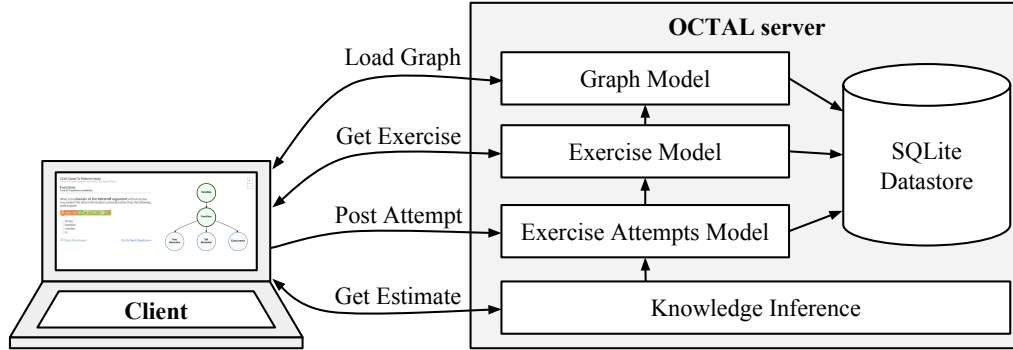 OCTAL server
Load Graph
Graph Model
Get Exercise
Exercise Model
SQLite
Datastore
Post Attempt
Exercise Attempts Model
Get Estimate
Knowledge Inference
Client
Functions